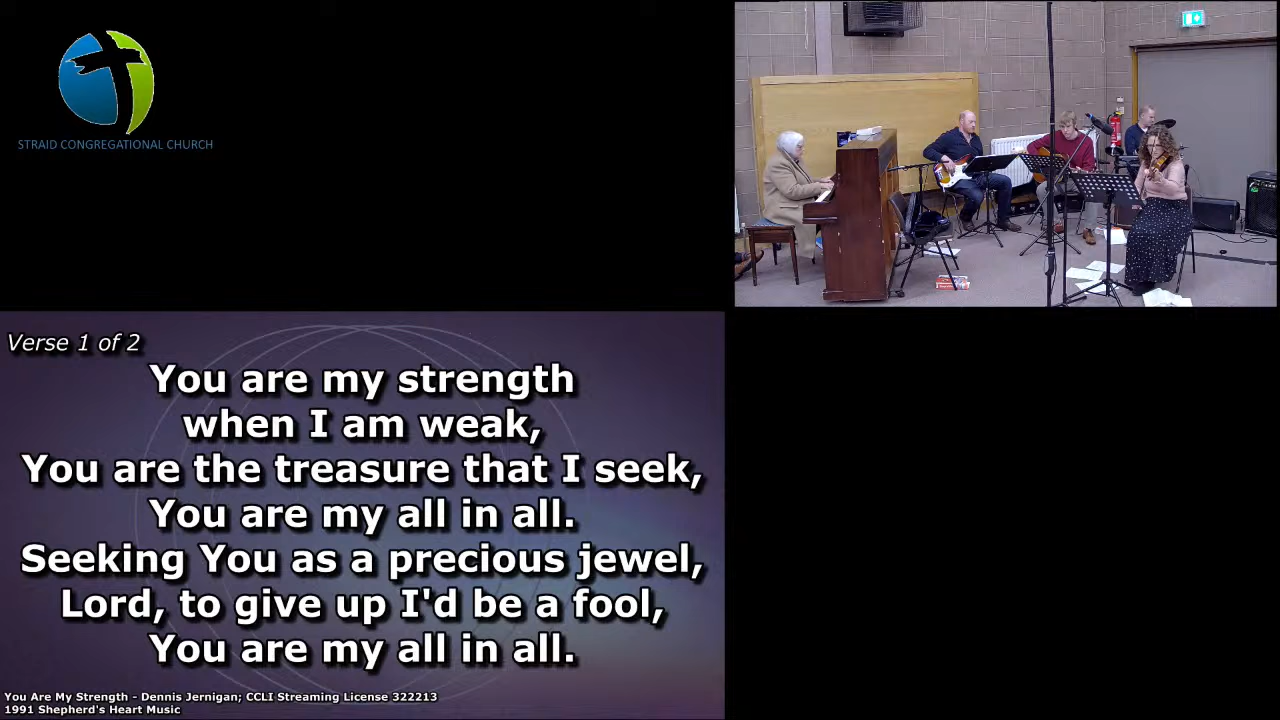 STRAID CONGREGATIONAL CHURCH
Verse 1 of 2
You are my strength
when I am weak,
You are the treasure that I seek,
You are my all in all.
Seeking You as a precious jewel,
Lord, to give up I'd be a fool,
You are my all in all.
You Are My Strength - Dennis Jernigan; CCLI Streaming License 322213
1991 Shepherd's Heart Music